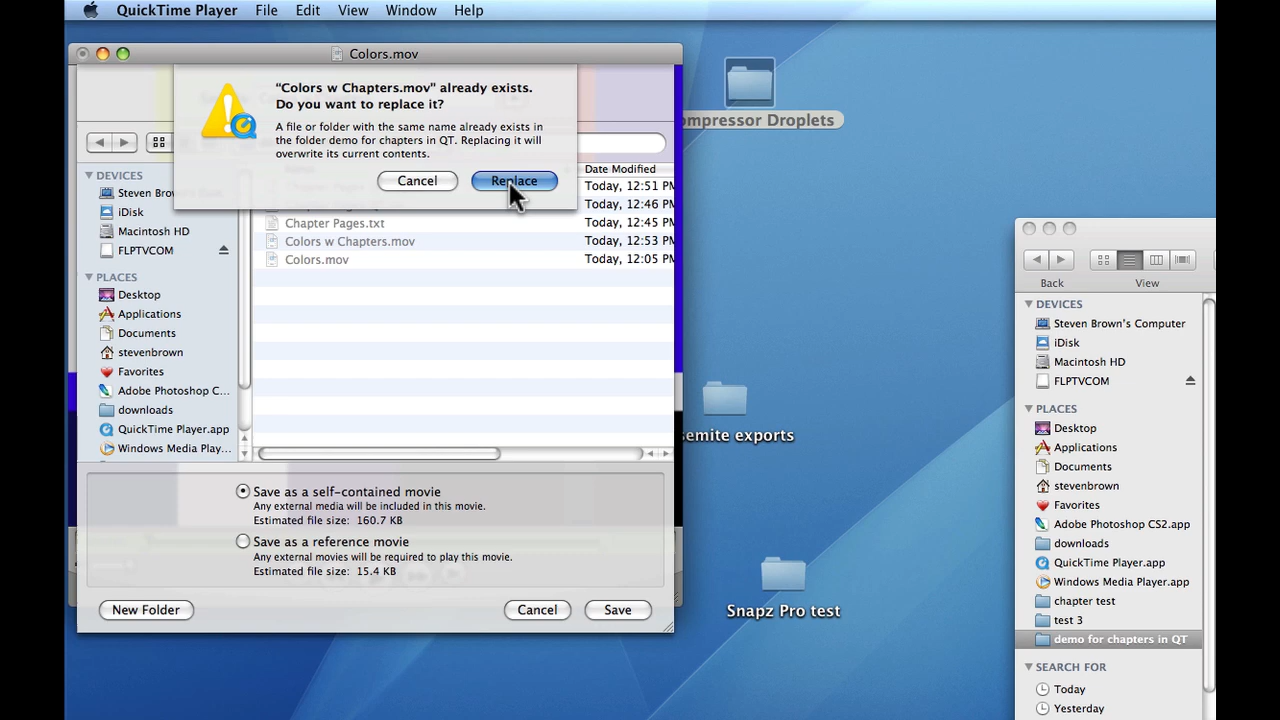 QuickTime Player File Edit View Window Help
Colors.mov
"Colors w Chapters.mov" already exists.
Do you want to replace it?
A file or folder with the same name already exists in
the folder demo for chapters in QT. Replacing it will
overwrite its current contents.
Cancel Replace
DEVICES
Steven
iDisk
Macintosh HD
FLPTVCOM
PLACES
Desktop
Applications
Documents
stevenbrown
Favorites
Adobe Photoshop C...
downloads
QuickTime Player.app
Windows Media Play...
Date Modified
Today, 12:51 PM
Today, 12:46 PM
Chapter Pages.txt Today, 12:45 PM
Colors w Chapters.mov Today, 12:53 PM
Colors.mov Today, 12:05 PM
Save as a self-contained movie
Any external media will be included in this movie.
Estimated file size: 160.7 KB
Save as a reference movie
Any external movies will be required to play this movie.
Estimated file size: 15.4 KB
New Folder Cancel Save
ompressor Droplets
semite exports
Snapz Pro test
Back View
DEVICES
Steven Brown's Computer
iDisk
Macintosh HD
FLPTVCOM
PLACES
Desktop
Applications
Documents
stevenbrown
Favorites
Adobe Photoshop CS2.app
downloads
QuickTime Player.app
Windows Media Player.app
chapter test
test 3
demo for chapters in QT
SEARCH FOR
Today
Yesterday